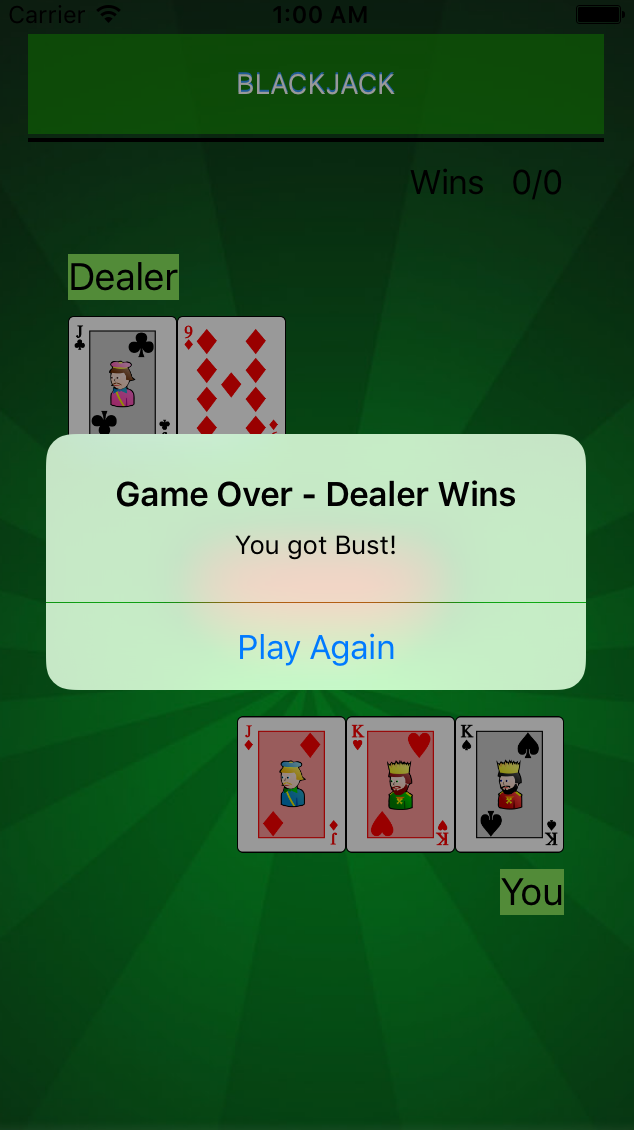 Carrier 1:00 AM
BLACKJACK
Wins 0/0
Dealer
J 9
Game Over - Dealer Wins
You got Bust!
Play Again
J K K
J K K
You